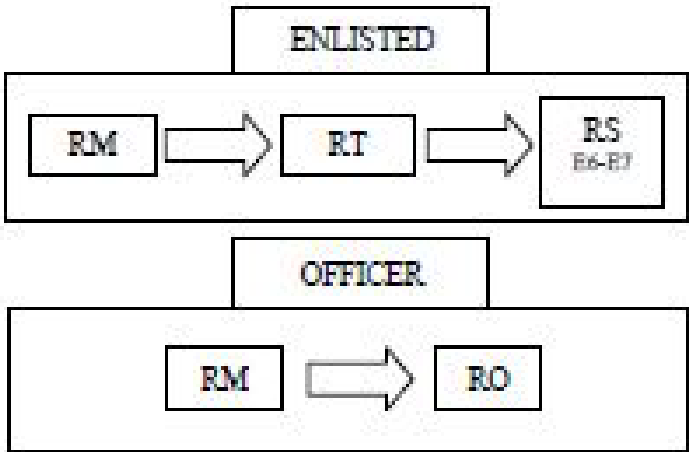 ENLISTED
RM RT RS
E6-E7
OFFICER
RM RO